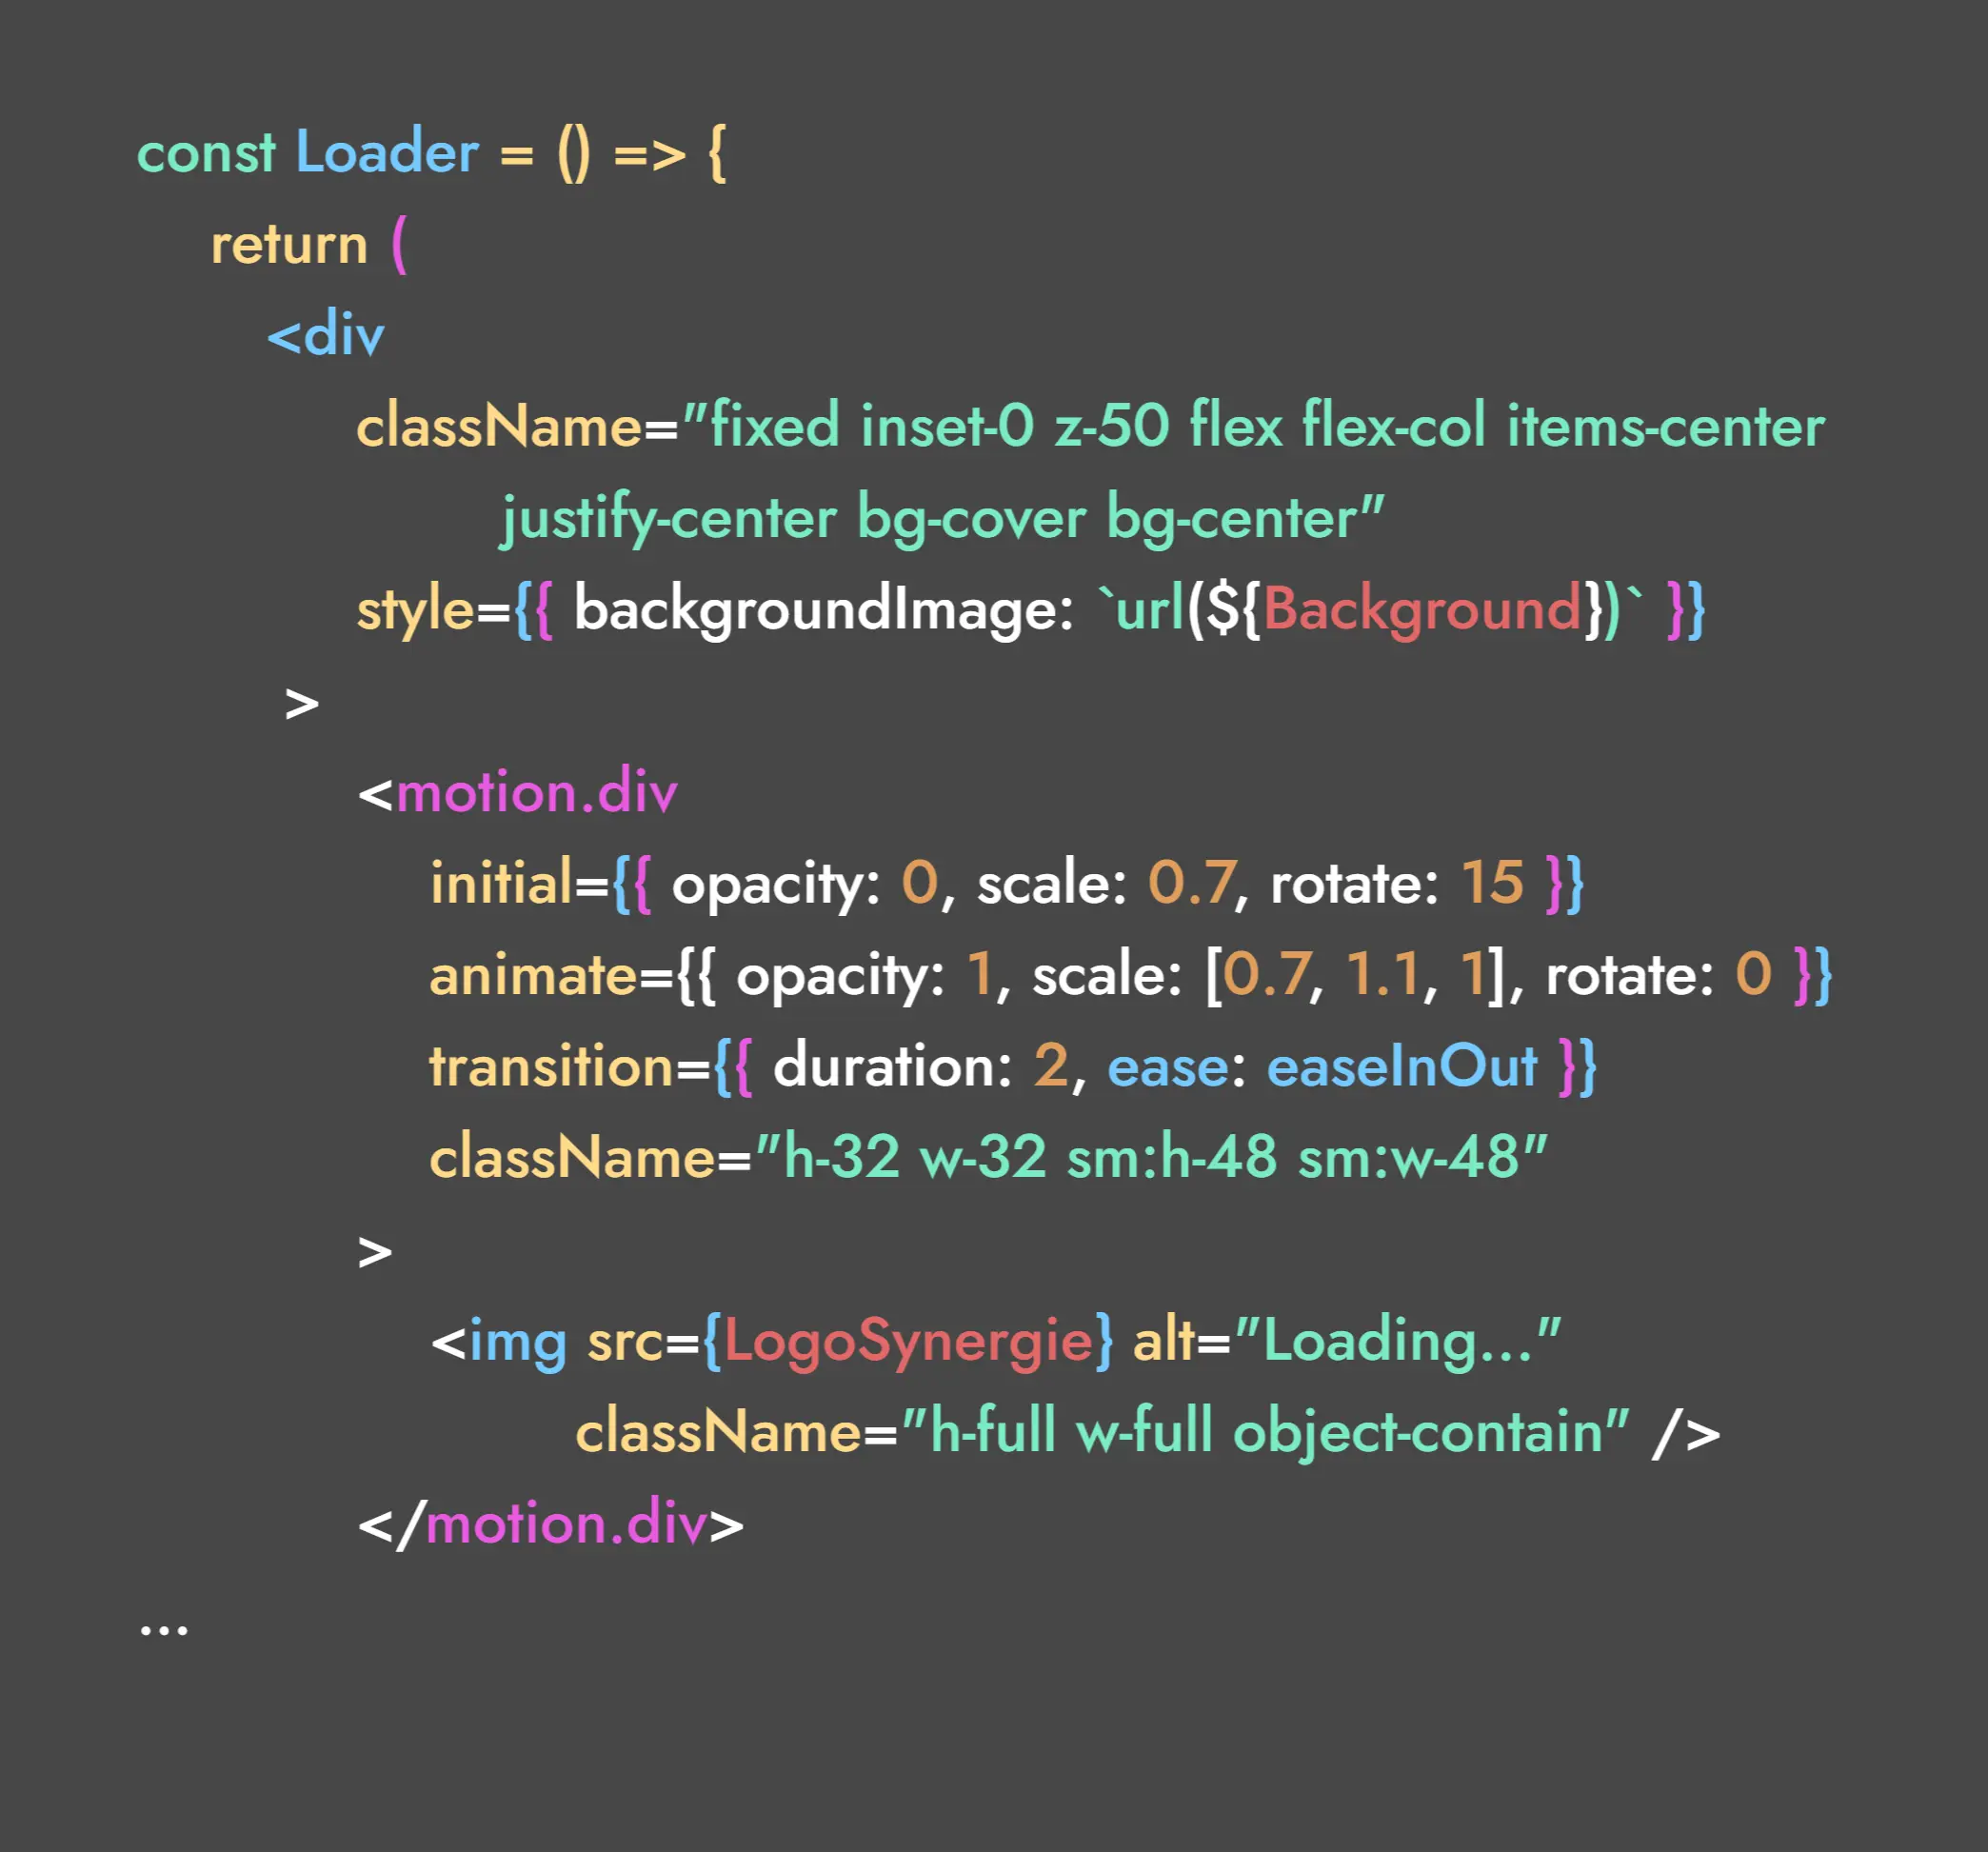 const Loader = () => {
return (
<div
className="fixed inset-0 z-50 flex flex-col items-center
justify-center bg-cover bg-center"
style={{ backgroundImage: `url(${Background})` }}
>
<motion.div
initial={{ opacity: 0, scale: 0.7, rotate: 15 }}
animate={{ opacity: 1, scale: [0.7, 1.1, 1], rotate: 0 }}
transition={{ duration: 2, ease: easeInOut }}
className="h-32 w-32 sm:h-48 sm:w-48"
>
<img src={LogoSynergie} alt="Loading..."
className="h-full w-full object-contain" />
</motion.div>
...